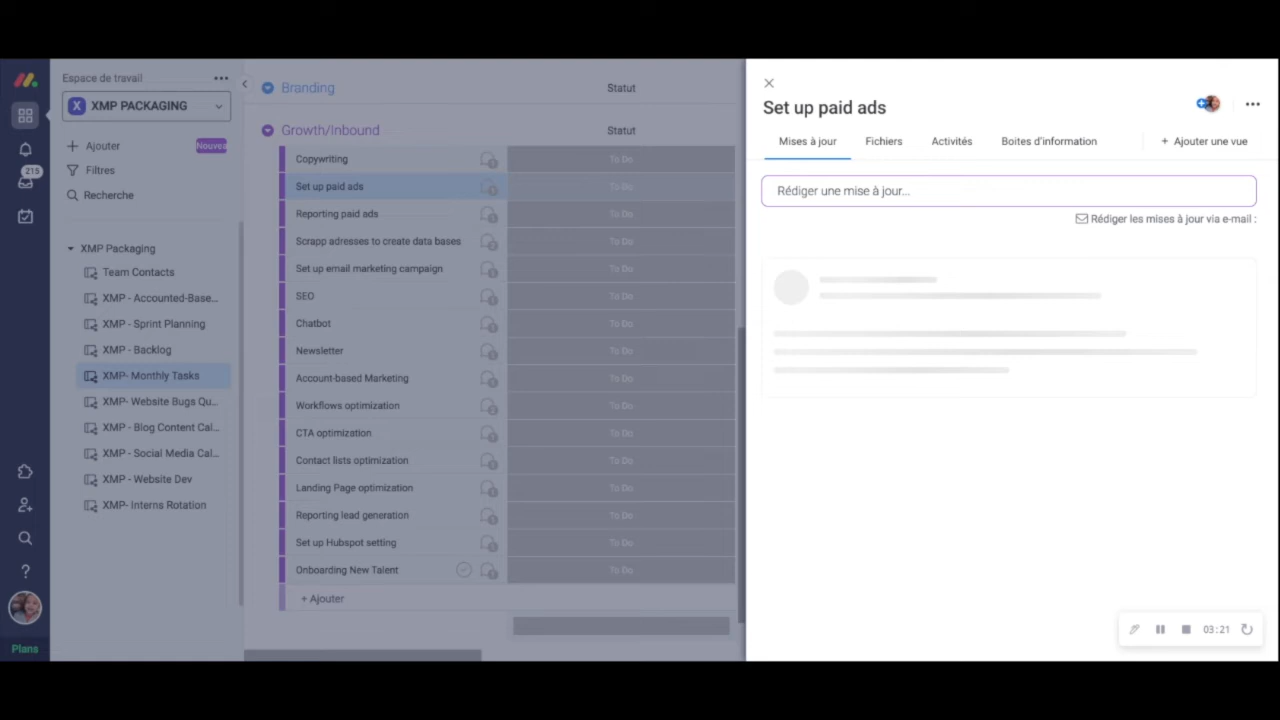 Espace de travail
X XMP PACKAGING
Ajouter
Nouvea
Filtres
Recherche
215
XMP Packaging
Team Contacts
XMP - Accounted-Base...
XMP - Sprint Planning
XMP - Backlog
XMP- Monthly Tasks
XMP- Website Bugs Qu...
XMP - Blog Content Cal...
XMP - Social Media Cal...
XMP - Website Dev
XMP- Interns Rotation
Plans
Branding
Statut
Growth/Inbound
Statut
Copywriting
To Do
Set up paid ads
To Do
Reporting paid ads
To Do
Scrapp adresses to create data bases
To Do
Set up email marketing campaign
To Do
SEO
To Do
Chatbot
To Do
Newsletter
To Do
Account-based Marketing
To Do
Workflows optimization
To Do
CTA optimization
To Do
Contact lists optimization
To Do
Landing Page optimization
To Do
Reporting lead generation
To Do
Set up Hubspot setting
To Do
Onboarding New Talent
To Do
+ Ajouter
Set up paid ads
Mises à jour
Fichiers
Activités
Boites d'information
+ Ajouter une vue
Rédiger une mise à jour...
Rédiger les mises à jour via e-mail :
03:21